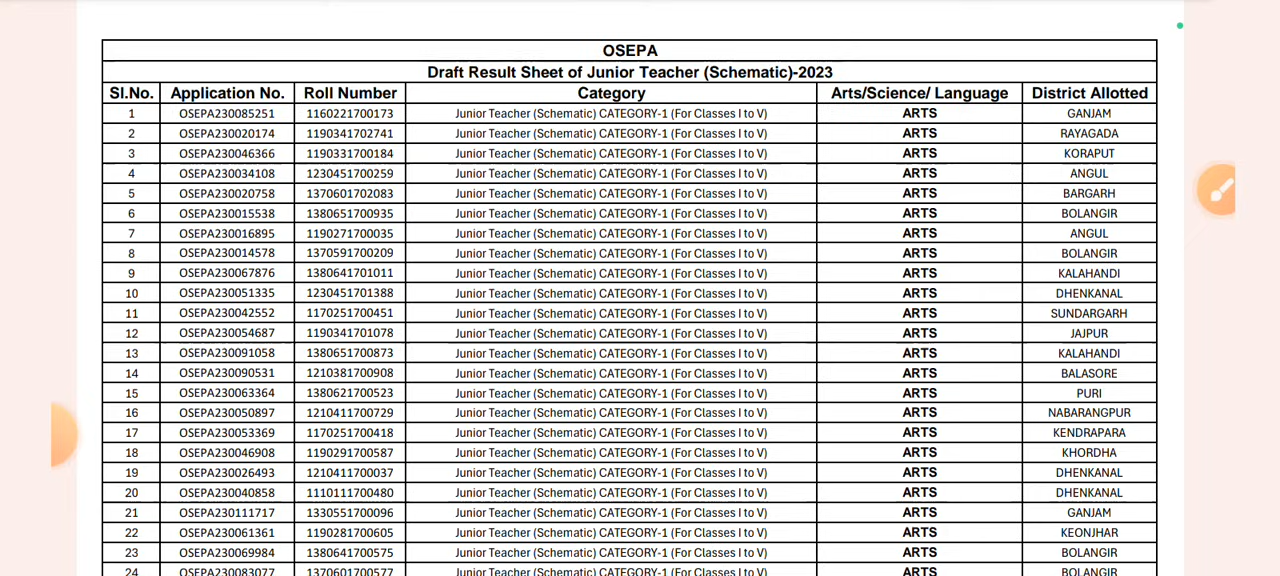 OSEPA
Draft Result Sheet of Junior Teacher (Schematic)-2023
Sl.No. Application No. Roll Number Category Arts/Science/ Language District Allotted
1 OSEPA230085251 1160221700173 Junior Teacher (Schematic) CATEGORY-1 (For Classes I to V) ARTS GANJAM
2 OSEPA230020174 1190341702741 Junior Teacher (Schematic) CATEGORY-1 (For Classes I to V) ARTS RAYAGADA
3 OSEPA230046366 1190331700184 Junior Teacher (Schematic) CATEGORY-1 (For Classes I to V) ARTS KORAPUT
4 OSEPA230034108 1230451700259 Junior Teacher (Schematic) CATEGORY-1 (For Classes I to V) ARTS ANGUL
5 OSEPA230020758 1370601702083 Junior Teacher (Schematic) CATEGORY-1 (For Classes I to V) ARTS BARGARH
6 OSEPA230015538 1380651700935 Junior Teacher (Schematic) CATEGORY-1 (For Classes I to V) ARTS BOLANGIR
7 OSEPA230016895 1190271700035 Junior Teacher (Schematic) CATEGORY-1 (For Classes I to V) ARTS ANGUL
8 OSEPA230014578 1370591700209 Junior Teacher (Schematic) CATEGORY-1 (For Classes I to V) ARTS BOLANGIR
9 OSEPA230067876 1380641701011 Junior Teacher (Schematic) CATEGORY-1 (For Classes I to V) ARTS KALAHANDI
10 OSEPA230051335 1230451701388 Junior Teacher (Schematic) CATEGORY-1 (For Classes I to V) ARTS DHENKANAL
11 OSEPA230042552 1170251700451 Junior Teacher (Schematic) CATEGORY-1 (For Classes I to V) ARTS SUNDARGARH
12 OSEPA230054687 1190341701078 Junior Teacher (Schematic) CATEGORY-1 (For Classes I to V) ARTS JAJPUR
13 OSEPA230091058 1380651700873 Junior Teacher (Schematic) CATEGORY-1 (For Classes I to V) ARTS KALAHANDI
14 OSEPA230090531 1210381700908 Junior Teacher (Schematic) CATEGORY-1 (For Classes I to V) ARTS BALASORE
15 OSEPA230063364 1380621700523 Junior Teacher (Schematic) CATEGORY-1 (For Classes I to V) ARTS PURI
16 OSEPA230050897 1210411700729 Junior Teacher (Schematic) CATEGORY-1 (For Classes I to V) ARTS NABARANGPUR
17 OSEPA230053369 1170251700418 Junior Teacher (Schematic) CATEGORY-1 (For Classes I to V) ARTS KENDRAPARA
18 OSEPA230046908 1190291700587 Junior Teacher (Schematic) CATEGORY-1 (For Classes I to V) ARTS KHORDHA
19 OSEPA230026493 1210411700037 Junior Teacher (Schematic) CATEGORY-1 (For Classes I to V) ARTS DHENKANAL
20 OSEPA230040858 1110111700480 Junior Teacher (Schematic) CATEGORY-1 (For Classes I to V) ARTS DHENKANAL
21 OSEPA230111717 1330551700096 Junior Teacher (Schematic) CATEGORY-1 (For Classes I to V) ARTS GANJAM
22 OSEPA230061361 1190281700605 Junior Teacher (Schematic) CATEGORY-1 (For Classes I to V) ARTS KEONJHAR
23 OSEPA230069984 1380641700575 Junior Teacher (Schematic) CATEGORY-1 (For Classes I to V) ARTS BOLANGIR
24 OSEPA230083077 1370601700577 Junior Teacher (Schematic) CATEGORY-1 (For Classes I to V) ARTS BOLANGIR